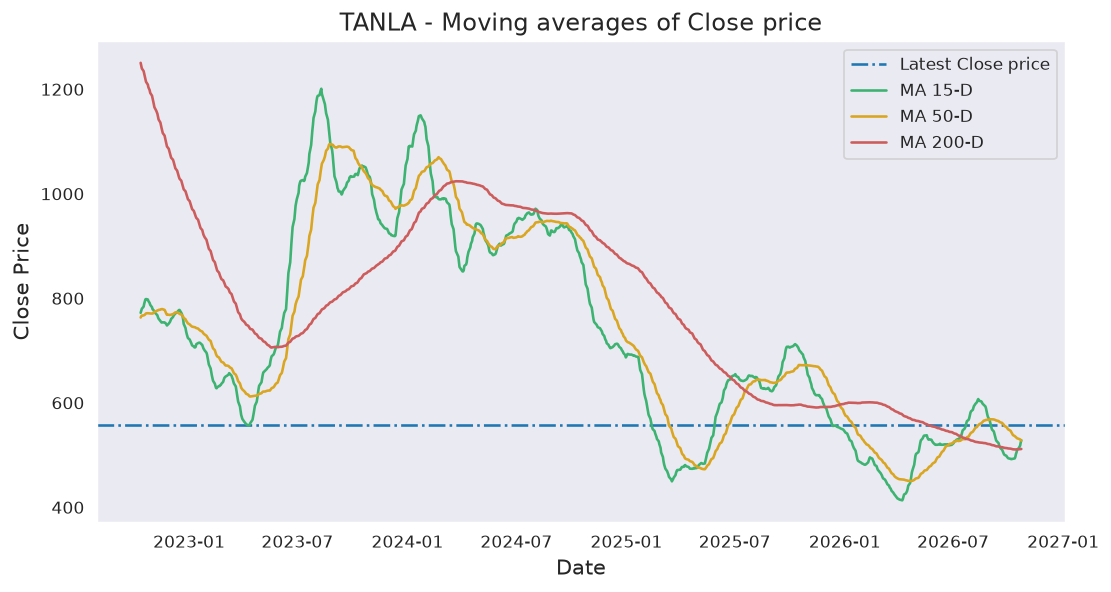 TANLA - Moving averages of Close price
Latest Close price
MA 15-D
MA 50-D
MA 200-D
Close Price
1200
1000
800
600
400
2023-01 2023-07 2024-01 2024-07 2025-01 2025-07 2026-01 2026-07 2027-01
Date